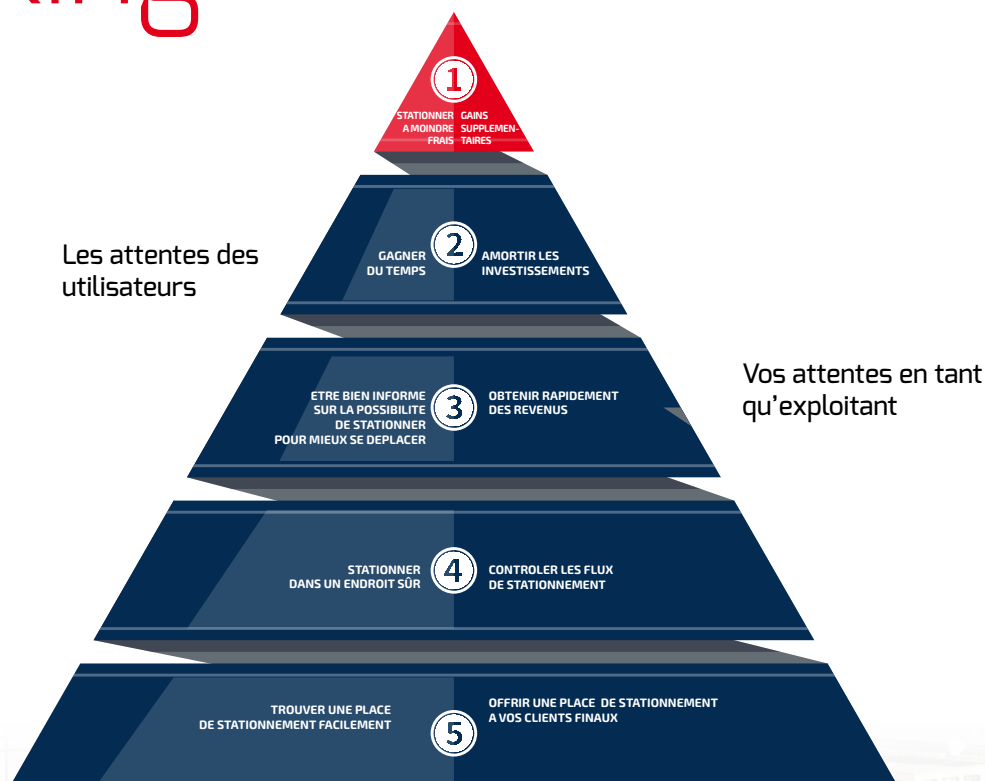 1
STATIONNER
A MOINDRE
FRAIS
GAINS
SUPPLEMEN-
TAIRES
Les attentes des
utilisateurs
2
GAGNER
DU TEMPS
AMORTIR LES
INVESTISSEMENTS
Vos attentes en tant
qu’exploitant
3
ETRE BIEN INFORME
SUR LA POSSIBILITE
DE STATIONNER
POUR MIEUX SE DEPLACER
OBTENIR RAPIDEMENT
DES REVENUS
4
STATIONNER
DANS UN ENDROIT SÛR
CONTROLER LES FLUX
DE STATIONNEMENT
5
TROUVER UNE PLACE
DE STATIONNEMENT FACILEMENT
OFFRIR UNE PLACE DE STATIONNEMENT
A VOS CLIENTS FINAUX